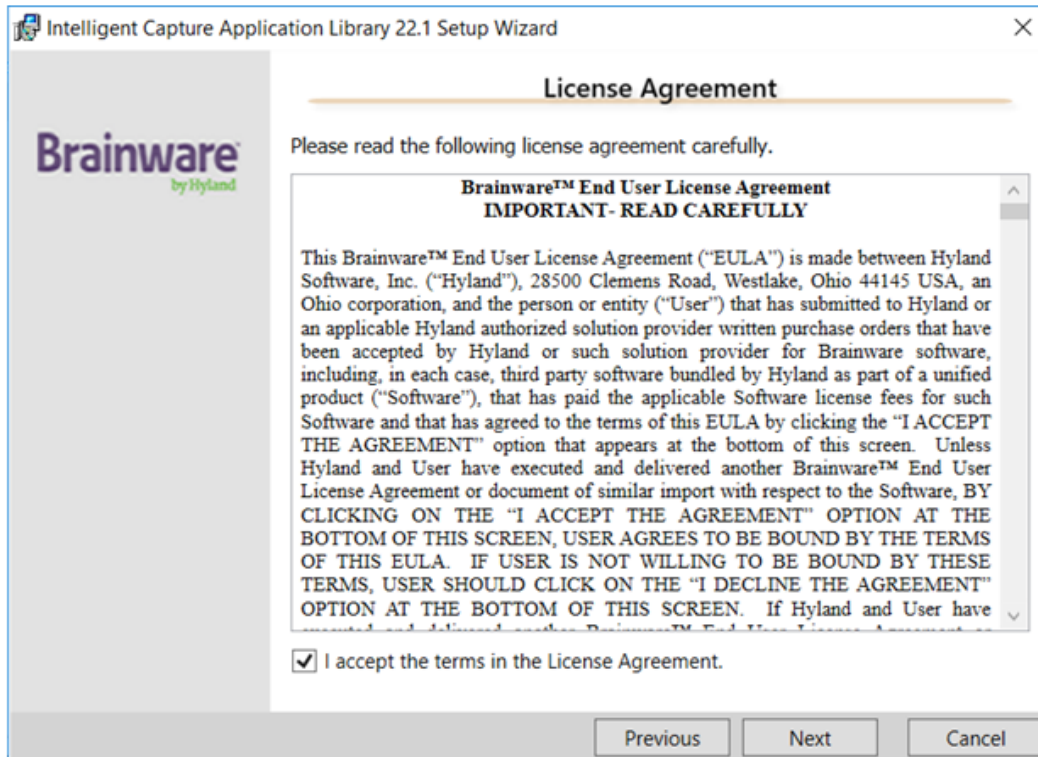 Intelligent Capture Application Library 22.1 Setup Wizard
License Agreement
Brainware
by Hyland
Please read the following license agreement carefully.
Brainware™ End User License Agreement
IMPORTANT- READ CAREFULLY
This Brainware™ End User License Agreement (“EULA”) is made between Hyland
Software, Inc. (“Hyland”), 28500 Clemens Road, Westlake, Ohio 44145 USA, an
Ohio corporation, and the person or entity (“User”) that has submitted to Hyland or
an applicable Hyland authorized solution provider written purchase orders that have
been accepted by Hyland or such solution provider for Brainware software,
including, in each case, third party software bundled by Hyland as part of a unified
product (“Software”), that has paid the applicable Software license fees for such
Software and that has agreed to the terms of this EULA by clicking the “I ACCEPT
THE AGREEMENT” option that appears at the bottom of this screen. Unless
Hyland and User have executed and delivered another Brainware™ End User
License Agreement or document of similar import with respect to the Software, BY
CLICKING ON THE “I ACCEPT THE AGREEMENT” OPTION AT THE
BOTTOM OF THIS SCREEN, USER AGREES TO BE BOUND BY THE TERMS
OF THIS EULA. IF USER IS NOT WILLING TO BE BOUND BY THESE
TERMS, USER SHOULD CLICK ON THE “I DECLINE THE AGREEMENT”
OPTION AT THE BOTTOM OF THIS SCREEN. If Hyland and User have
I accept the terms in the License Agreement.
Previous
Next
Cancel